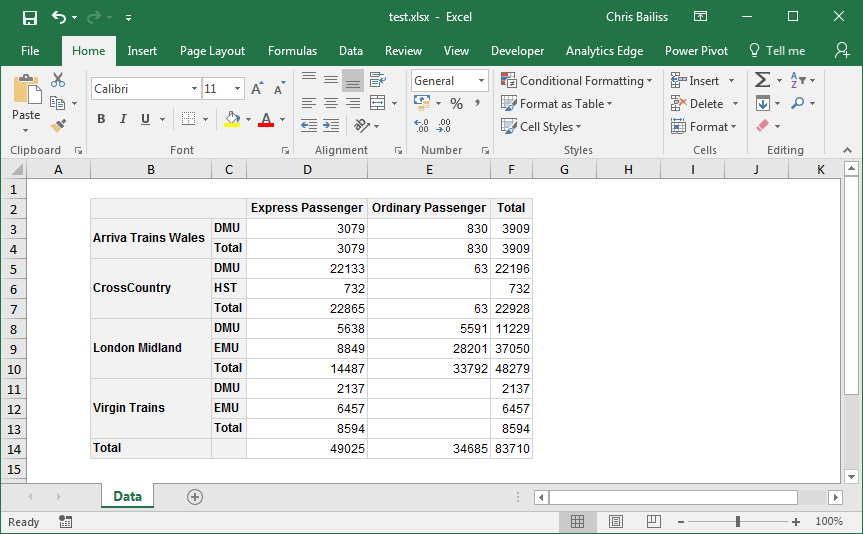 test.xlsx - Excel
Chris Bailiss
File Home Insert Page Layout Formulas Data Review View Developer Analytics Edge Power Pivot Tell me
Paste
Clipboard
Calibri 11
B I U A
Font
Alignment
General
% ,
Number
Conditional Formatting
Format as Table
Cell Styles
Styles
Insert
Delete
Format
Cells
Editing
A B C D E F G H I J K
1
2 Express Passenger Ordinary Passenger Total
3 Arriva Trains Wales DMU 3079 830 3909
4 Total 3079 830 3909
5 CrossCountry DMU 22133 63 22196
6 HST 732 732
7 Total 22865 63 22928
8 London Midland DMU 5638 5591 11229
9 EMU 8849 28201 37050
10 Total 14487 33792 48279
11 Virgin Trains DMU 2137 2137
12 EMU 6457 6457
13 Total 8594 8594
14 Total 49025 34685 83710
15
Data
Ready 100%